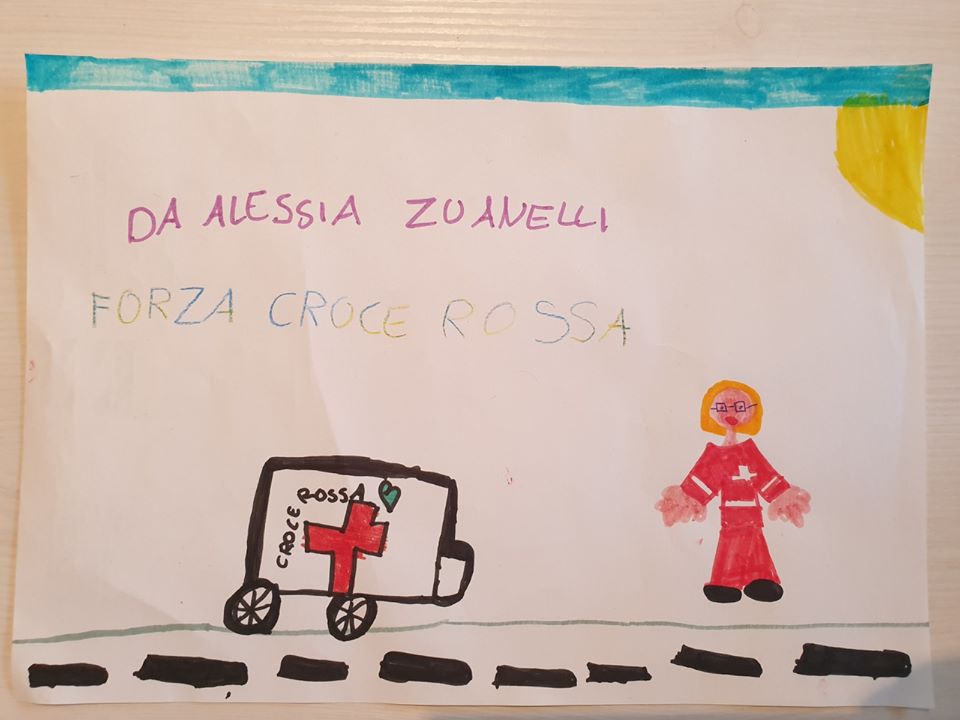 DA ALESSIA ZUANELLI
FORZA CROCE ROSSA
CROCE ROSSA